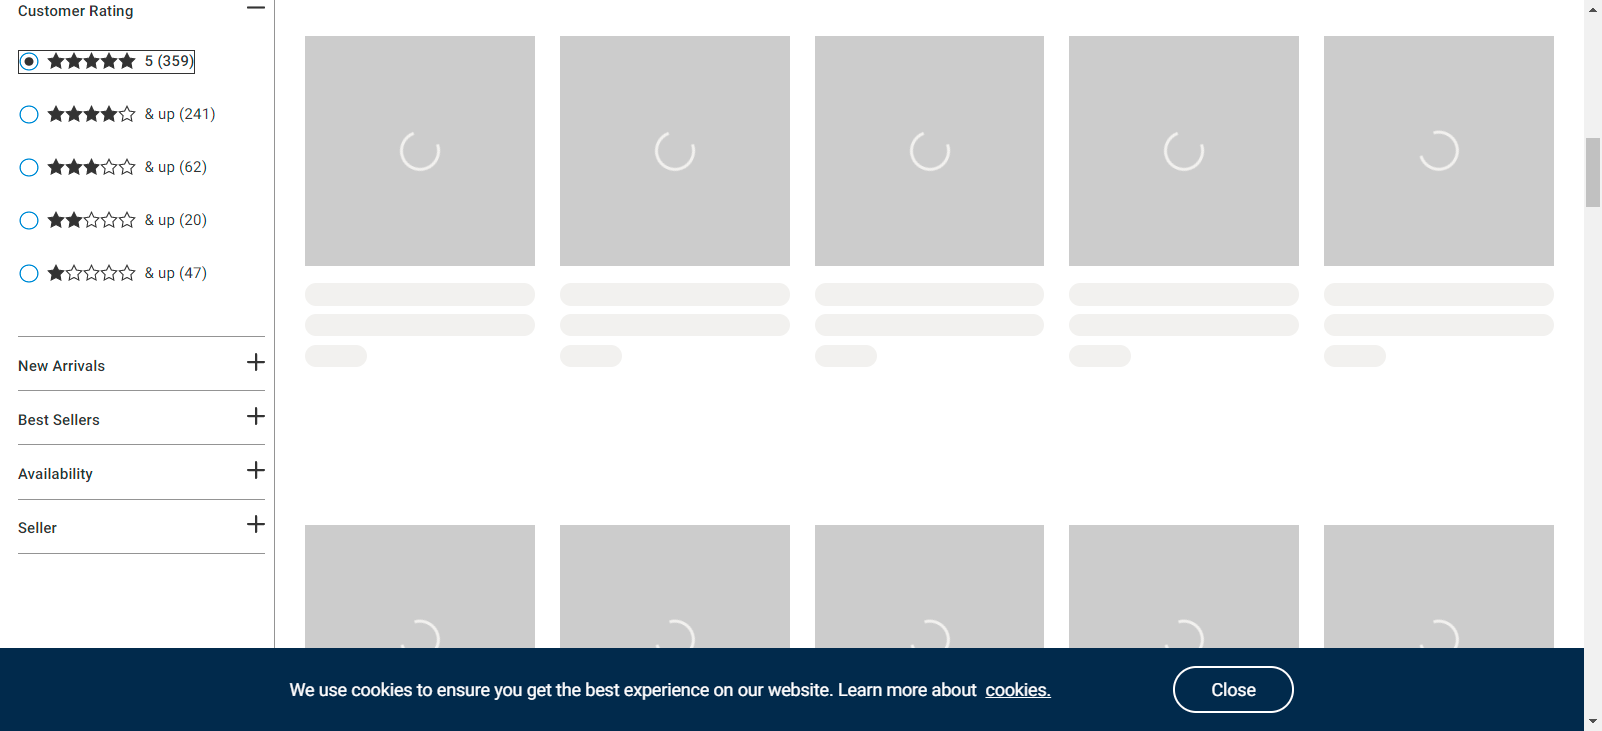 Customer Rating
5 (359)
& up (241)
& up (62)
& up (20)
& up (47)
New Arrivals
Best Sellers
Availability
Seller
We use cookies to ensure you get the best experience on our website. Learn more about cookies.
Close